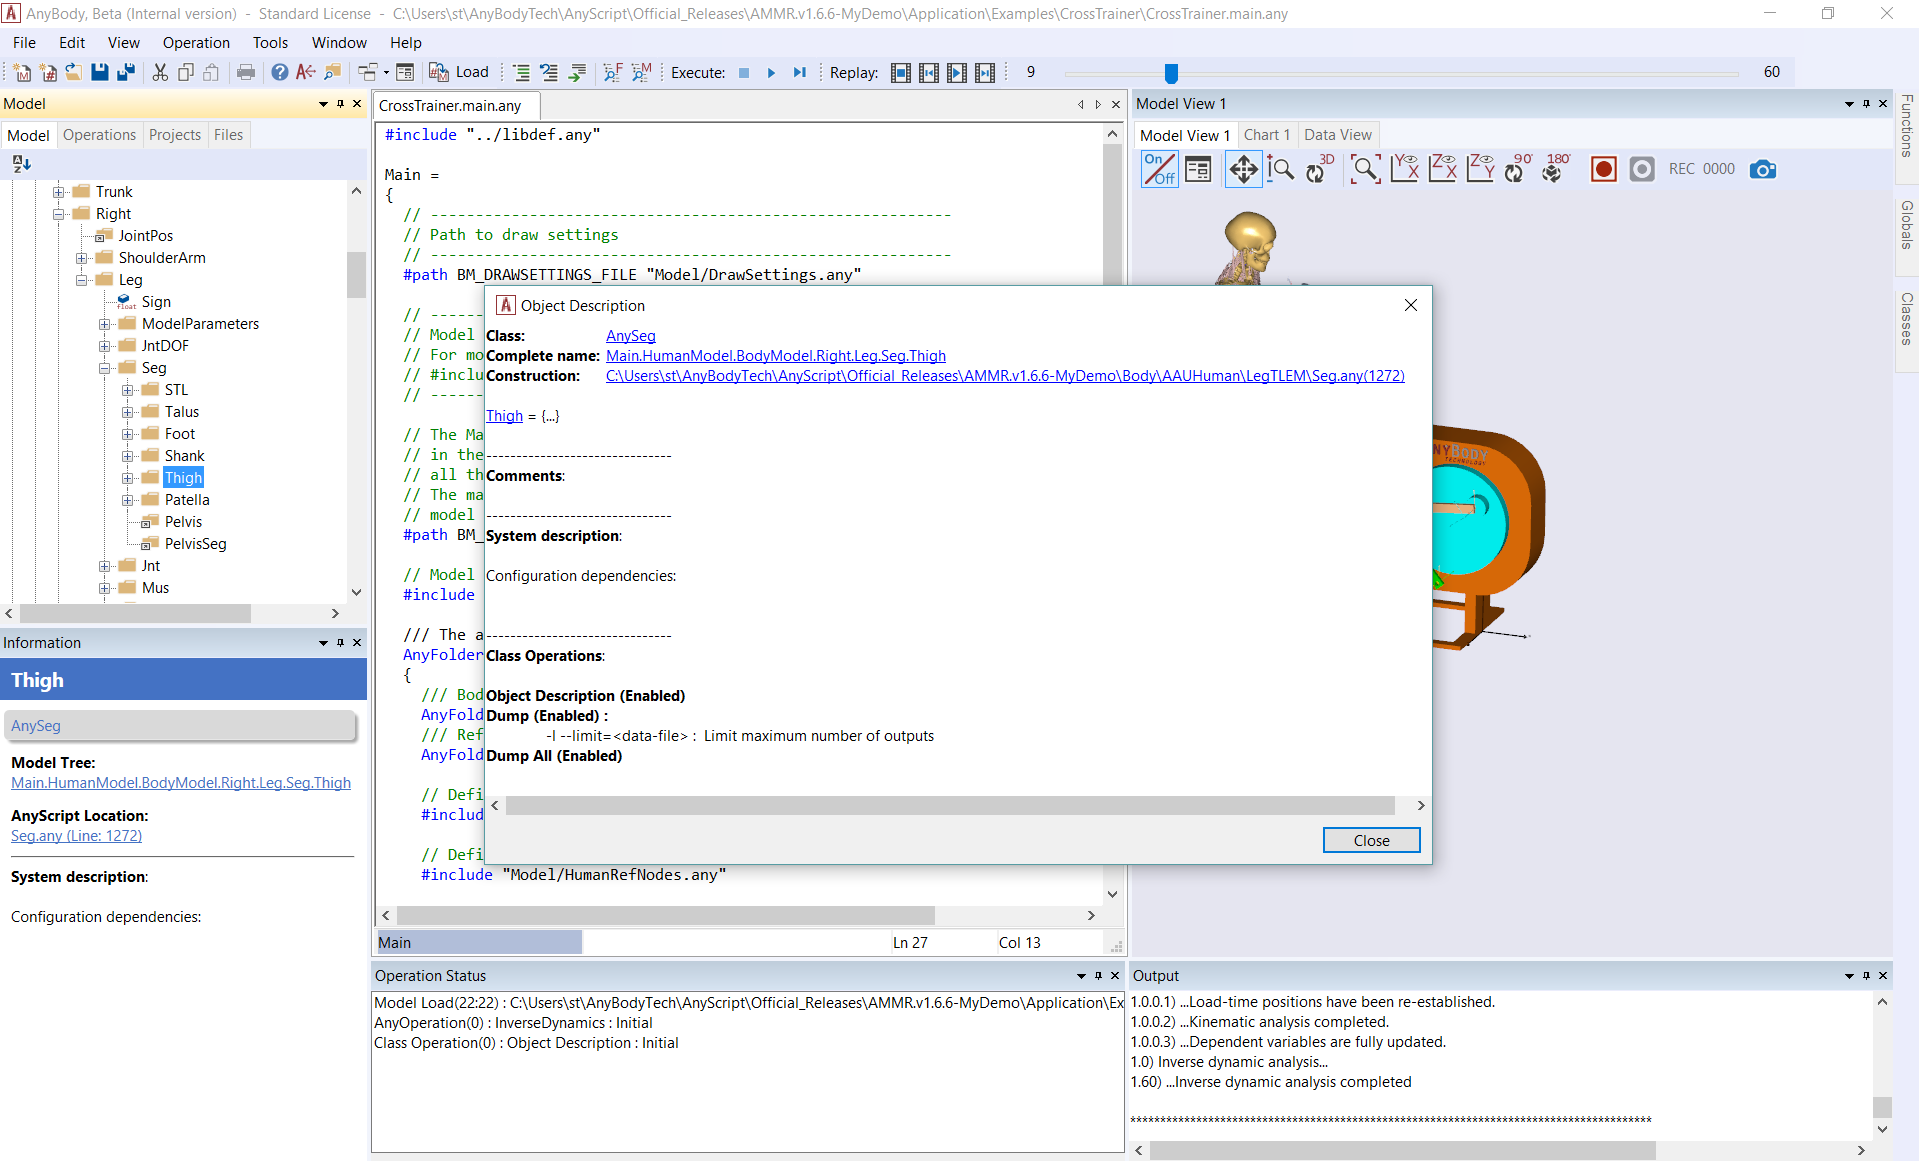 AnyBody, Beta (Internal version)  -  Standard License  -  C:\Users\st\AnyBodyTech\AnyScript\Official_Releases\AMMR.v1.6.6-MyDemo\Application\Examples\CrossTrainer\CrossTrainer.main.any
File Edit View Operation Tools Window Help
Load Execute: Replay: 9 60
Model
Model Operations Projects Files
Trunk
Right
JointPos
ShoulderArm
Leg
float Sign
ModelParameters
JntDOF
Seg
STL
Talus
Foot
Shank
Thigh
Patella
Pelvis
PelvisSeg
Jnt
Mus
Information
Thigh
AnySeg
Model Tree:
Main.HumanModel.BodyModel.Right.Leg.Seg.Thigh
AnyScript Location:
Seg.any (Line: 1272)
System description:
Configuration dependencies:
CrossTrainer.main.any
#include "../libdef.any"
Main =
{
// ----------------------------------------------------------
// Path to draw settings
// ----------------------------------------------------------
#path BM_DRAWSETTINGS_FILE "Model/DrawSettings.any"
// ------
// Model
// For mo
// #inclu
// ------
// The Ma
// in the
// all th
// The ma
// model
#path BM_
// Model
#include
/// The a
AnyFolder
{
/// Bod
AnyFold
/// Ref
AnyFold
// Defi
#includ
// Defi
#include "Model/HumanRefNodes.any"
Main Ln 27 Col 13
Object Description
Class: AnySeg
Complete name: Main.HumanModel.BodyModel.Right.Leg.Seg.Thigh
Construction: C:\Users\st\AnyBodyTech\AnyScript\Official_Releases\AMMR.v1.6.6-MyDemo\Body\AAUHuman\LegTLEM\Seg.any(1272)
Thigh = {...}
-------------------------------
Comments:
-------------------------------
System description:
Configuration dependencies:
-------------------------------
Class Operations:
Object Description (Enabled)
Dump (Enabled) :
-l --limit=<data-file> :  Limit maximum number of outputs
Dump All (Enabled)
Close
Model View 1
Model View 1 Chart 1 Data View
On Off 3D Y X Z X Z Y 90° 180° REC 0000
NYBODY
TECHNOLOGY
Functions
Globals
Classes
Operation Status
Model Load(22:22) : C:\Users\st\AnyBodyTech\AnyScript\Official_Releases\AMMR.v1.6.6-MyDemo\Application\Ex
AnyOperation(0) : InverseDynamics : Initial
Class Operation(0) : Object Description : Initial
Output
1.0.0.1) ...Load-time positions have been re-established.
1.0.0.2) ...Kinematic analysis completed.
1.0.0.3) ...Dependent variables are fully updated.
1.0) Inverse dynamic analysis...
1.60) ...Inverse dynamic analysis completed
***************************************************************************************